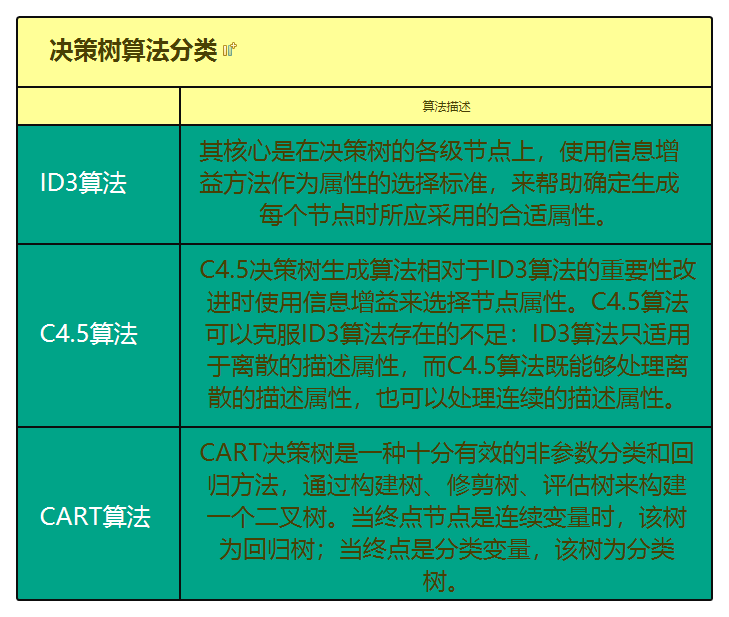 决策树算法分类
算法描述
ID3算法
其核心是在决策树的各级节点上，使用信息增
益方法作为属性的选择标准，来帮助确定生成
每个节点时所应采用的合适属性。
C4.5算法
C4.5决策树生成算法相对于ID3算法的重要性改
进时使用信息增益来选择节点属性。C4.5算法
可以克服ID3算法存在的不足：ID3算法只适用
于离散的描述属性，而C4.5算法既能够处理离
散的描述属性，也可以处理连续的描述属性。
CART算法
CART决策树是一种十分有效的非参数分类和回
归方法，通过构建树、修剪树、评估树来构建
一个二叉树。当终点节点是连续变量时，该树
为回归树；当终点是分类变量，该树为分类
树。